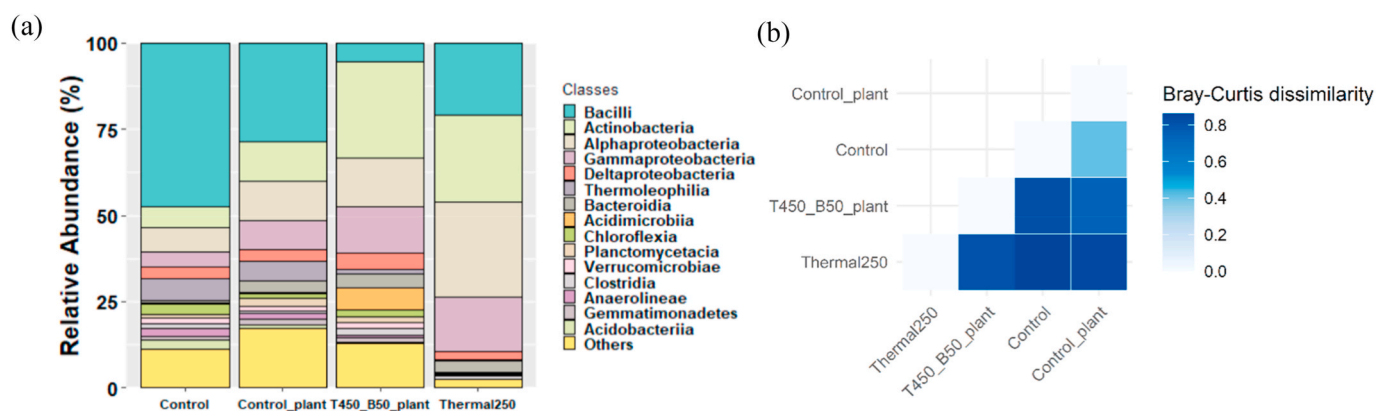 (a)
100
75
50
25
0
Relative Abundance (%)
Control
Control_plant
T450_B50_plant
Thermal250
Classes
Bacilli
Actinobacteria
Alphaproteobacteria
Gammaproteobacteria
Deltaproteobacteria
Thermoleophilia
Bacteroidia
Acidimicrobiia
Chloroflexia
Planctomycetacia
Verrucomicrobiae
Clostridia
Anaerolineae
Gemmatimonadetes
Acidobacteriia
Others
(b)
Control_plant
Control
T450_B50_plant
Thermal250
Thermal250
T450_B50_plant
Control
Control_plant
Bray-Curtis dissimilarity
0.8
0.6
0.4
0.2
0.0